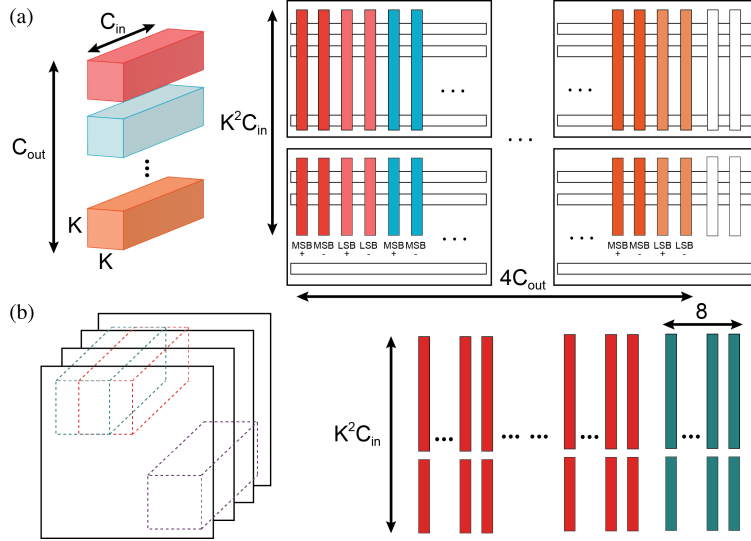 (a)
C_in
C_out
K
K
K²C_in
...
...
...
...
...
MSB MSB LSB LSB MSB MSB
+ - + - + -
MSB MSB LSB LSB
+ - + -
4C_out
(b)
8
K²C_in
... ... ... ... ...